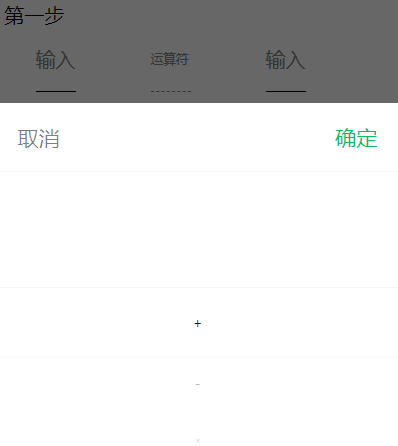 第一步
输入 运算符 输入
取消 确定
+
-
×